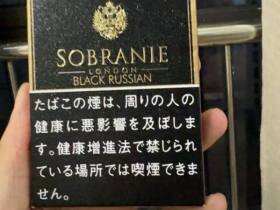 SOBRANIE
LONDON
BLACK RUSSIAN
たばこの煙は、周りの人の
健康に悪影響を及ぼしま
す。健康増進法で禁じられ
ている場所では喫煙できま
せん。